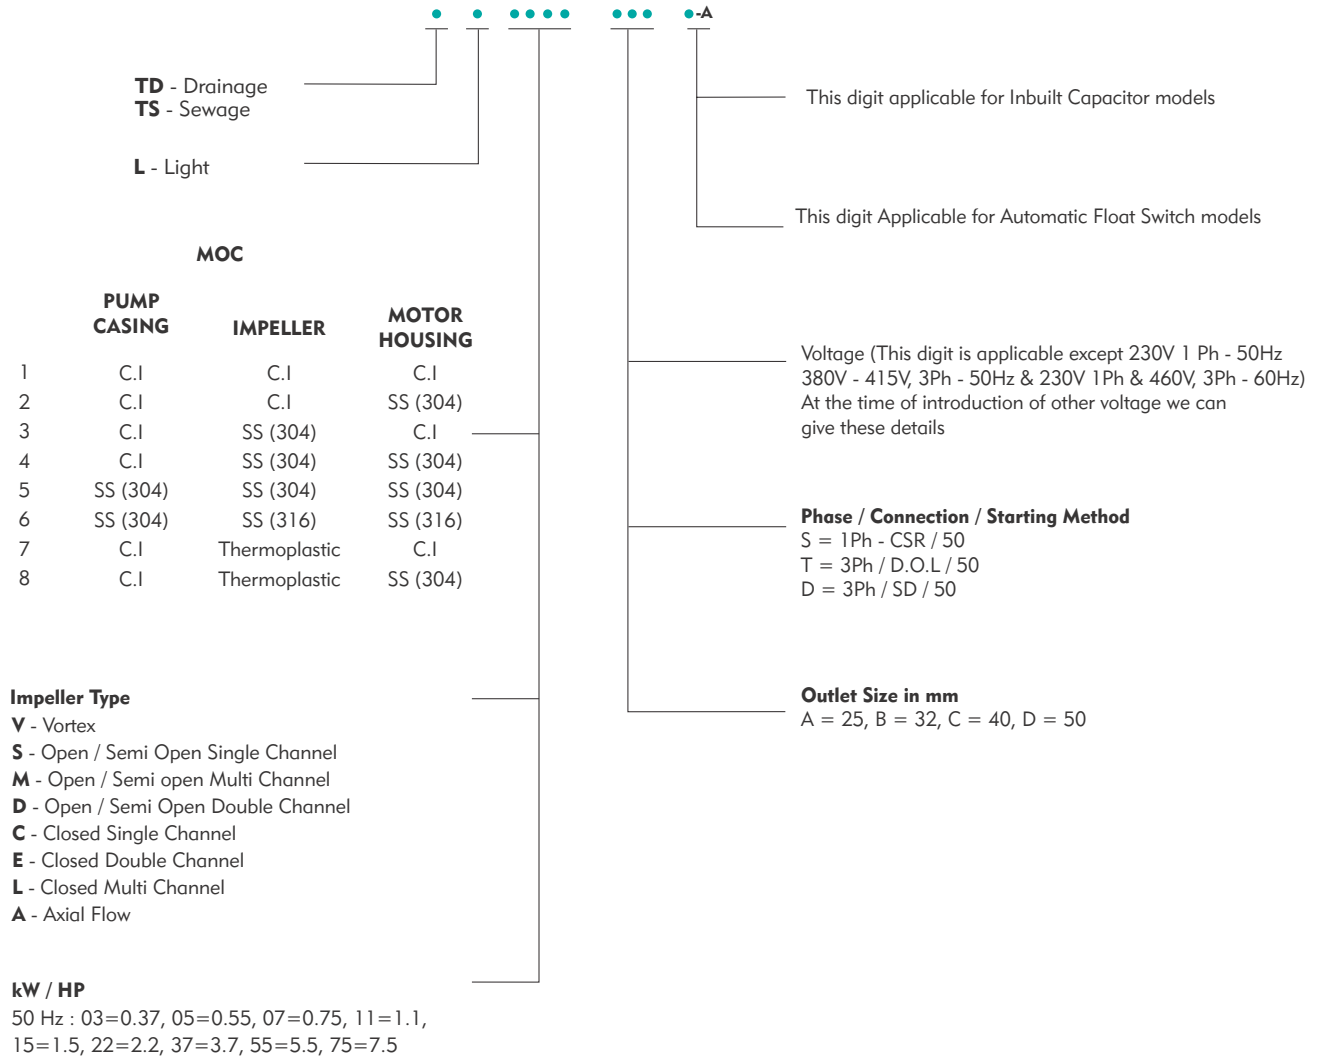 -A
TD - Drainage
TS - Sewage
L - Light
This digit applicable for Inbuilt Capacitor models
This digit Applicable for Automatic Float Switch models
MOC
PUMP
CASING
IMPELLER
MOTOR
HOUSING
1 C.I C.I C.I
2 C.I C.I SS (304)
3 C.I SS (304) C.I
4 C.I SS (304) SS (304)
5 SS (304) SS (304) SS (304)
6 SS (304) SS (316) SS (316)
7 C.I Thermoplastic C.I
8 C.I Thermoplastic SS (304)
Voltage (This digit is applicable except 230V 1 Ph - 50Hz
380V - 415V, 3Ph - 50Hz & 230V 1Ph & 460V, 3Ph - 60Hz)
At the time of introduction of other voltage we can
give these details
Phase / Connection / Starting Method
S = 1Ph - CSR / 50
T = 3Ph / D.O.L / 50
D = 3Ph / SD / 50
Outlet Size in mm
A = 25, B = 32, C = 40, D = 50
Impeller Type
V - Vortex
S - Open / Semi Open Single Channel
M - Open / Semi open Multi Channel
D - Open / Semi Open Double Channel
C - Closed Single Channel
E - Closed Double Channel
L - Closed Multi Channel
A - Axial Flow
kW / HP
50 Hz : 03=0.37, 05=0.55, 07=0.75, 11=1.1,
15=1.5, 22=2.2, 37=3.7, 55=5.5, 75=7.5